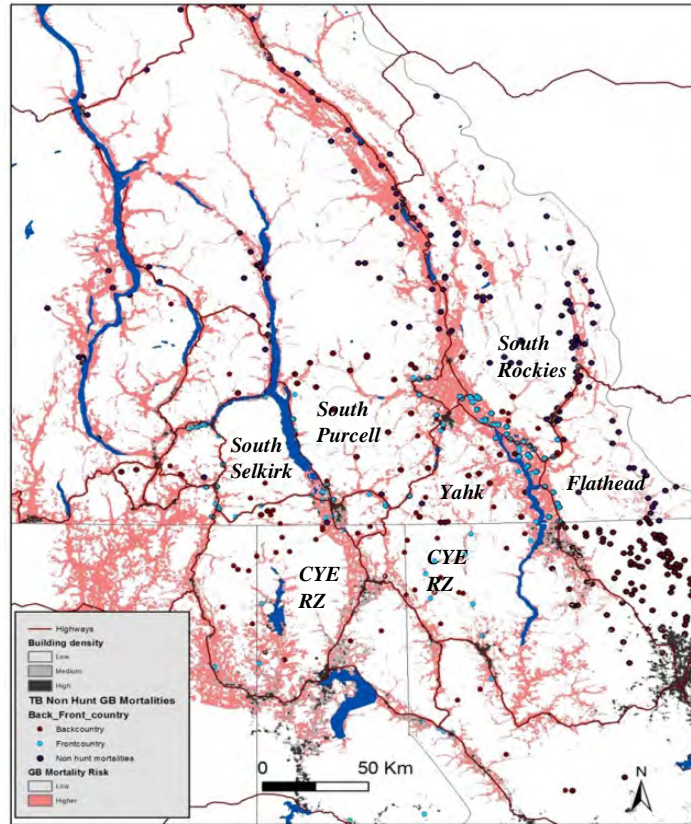 South
Rockies
South
Purcell
South
Selkirk
Yahk
Flathead
CYE
RZ
CYE
RZ
Highways
Building density
Low
Medium
High
TB Non Hunt GB Mortalities
Back_Front_country
Backcountry
Frontcountry
Non hunt mortalities
GB Mortality Risk
Low
Higher
0 50 Km
N